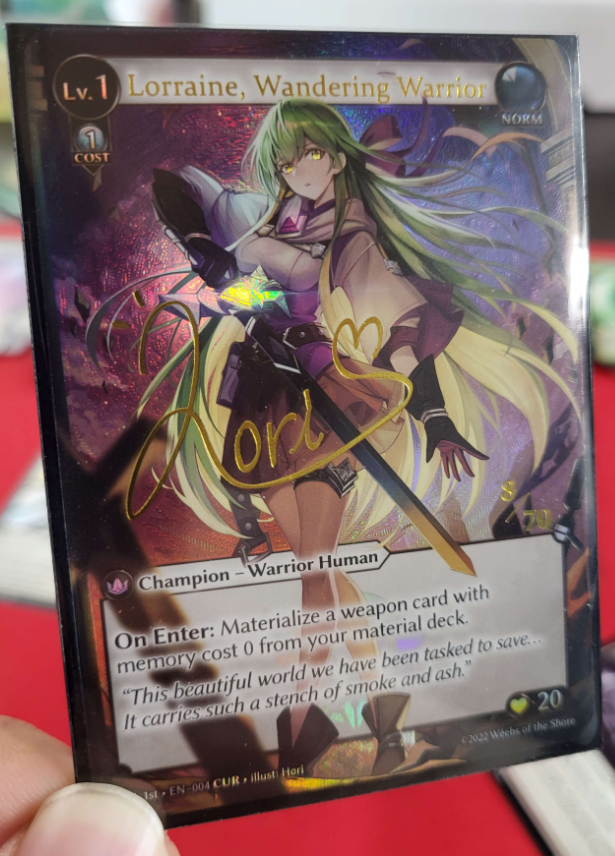 Lv. 1 Lorraine, Wandering Warrior
NORM
1
COST
Hori
8
/70
Champion – Warrior Human
On Enter: Materialize a weapon card with
memory cost 0 from your material deck.
“This beautiful world we have been tasked to save...
It carries such a stench of smoke and ash.”
20
©2022 Weebs of the Shore
1st • EN-004 CUR • illust: Hori